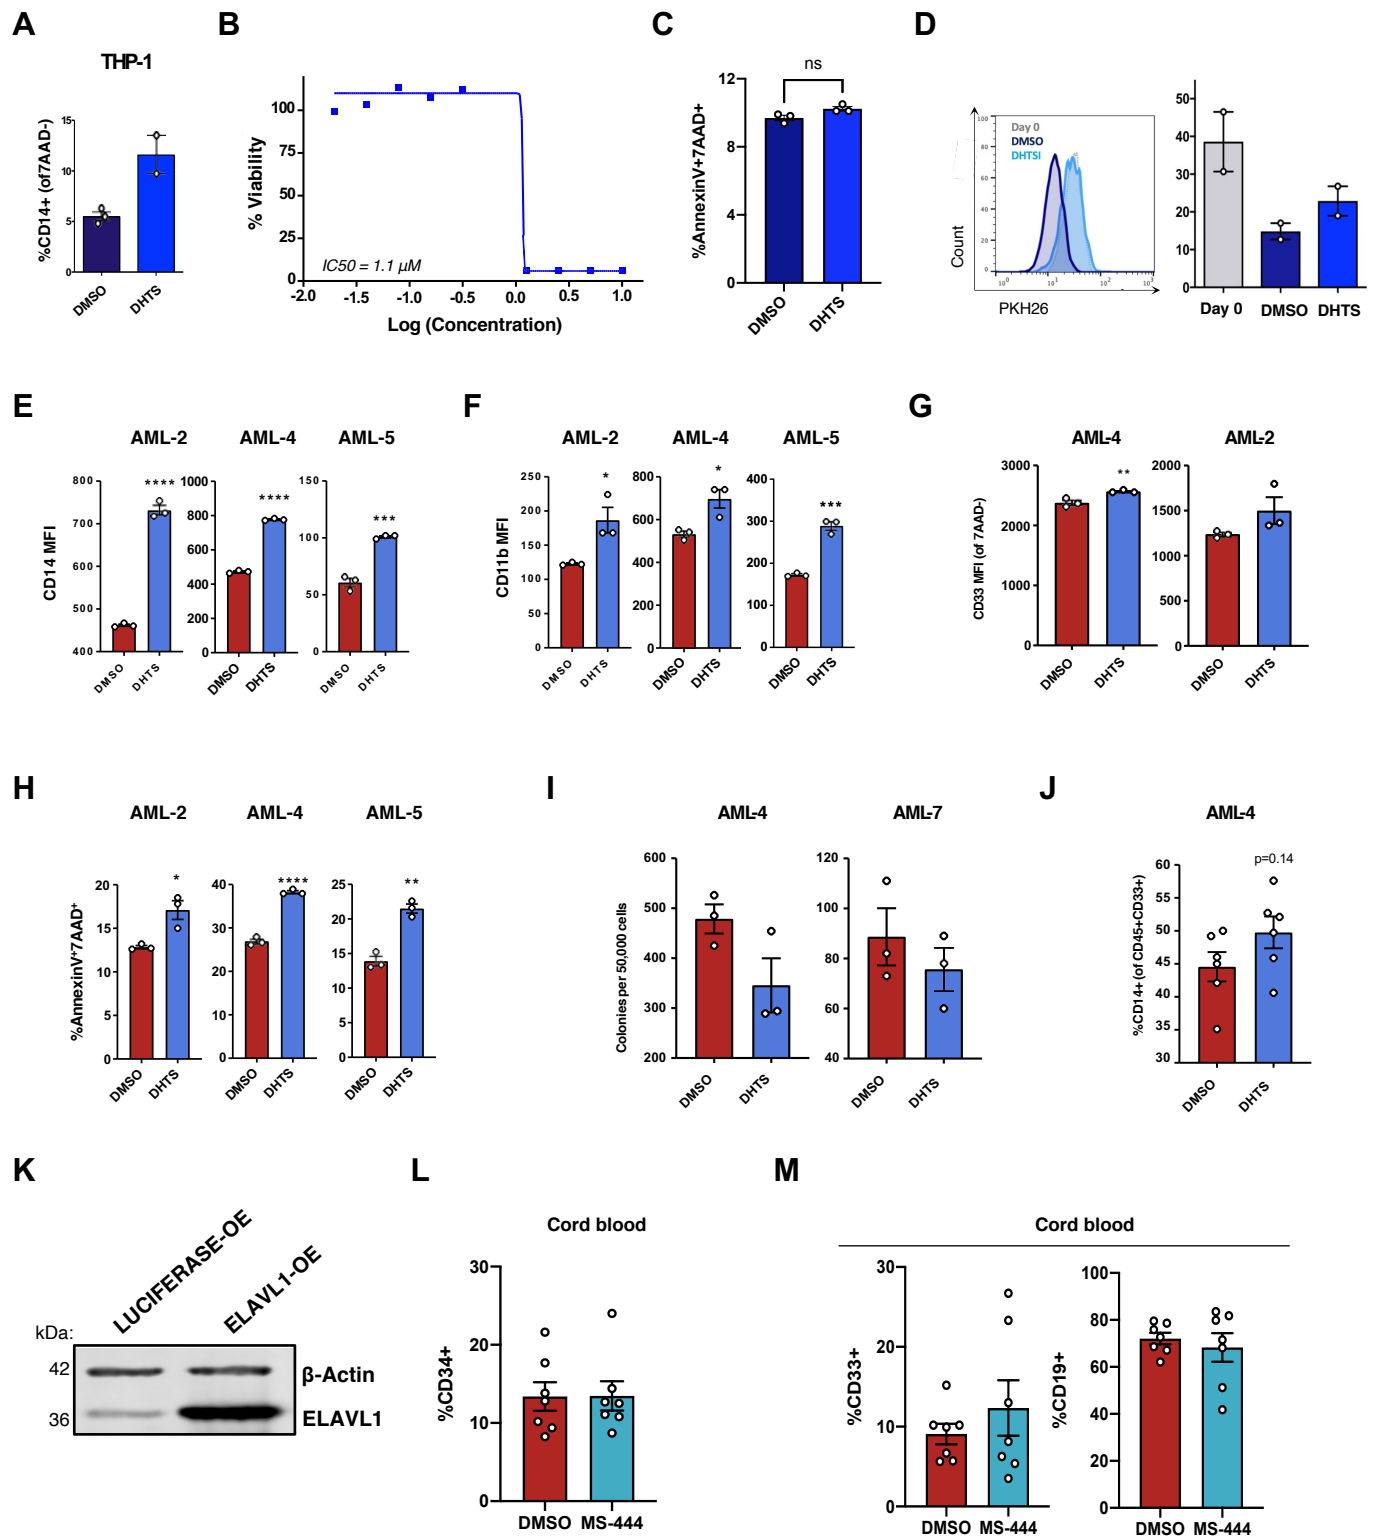 A
B
C
D
THP-1
%CD14+ (of7AAD-)
15
10
5
0
DMSO
DHTS
% Viability
100
75
50
25
0
IC50 = 1.1 µM
-2.0 -1.5 -1.0 -0.5 0.0 0.5 1.0
Log (Concentration)
%AnnexinV+7AAD+
12
8
4
0
ns
DMSO
DHTS
Count
100
80
60
40
20
0
Day 0
DMSO
DHTSI
10⁰ 10¹ 10² 10³
PKH26
50
40
30
20
10
0
Day 0 DMSO DHTS
E
F
G
AML-2 AML-4 AML-5
CD14 MFI
800
700
600
500
400
****
DMSO
DHTS
1000
800
600
400
200
0
****
DMSO
DHTS
150
100
50
0
***
DMSO
DHTS
AML-2 AML-4 AML-5
CD11b MFI
250
200
150
100
50
0
*
DMSO
DHTS
800
600
400
200
0
*
DMSO
DHTS
400
300
200
100
0
***
DMSO
DHTS
AML-4 AML-2
CD33 MFI (of 7AAD-)
3000
2000
1000
0
**
DMSO
DHTS
2000
1500
1000
500
0
DMSO
DHTS
H
I
J
AML-2 AML-4 AML-5
%AnnexinV⁺7AAD⁺
20
15
10
5
0
*
DMSO
DHTS
40
30
20
10
0
****
DMSO
DHTS
25
20
15
10
5
0
**
DMSO
DHTS
AML-4 AML-7
Colonies per 50,000 cells
600
500
400
300
200
DMSO
DHTS
120
100
80
60
40
DMSO
DHTS
AML-4
%CD14+ (of CD45+CD33+)
60
55
50
45
40
35
30
p=0.14
DMSO
DHTS
K
L
M
LUCIFERASE-OE
ELAVL1-OE
kDa:
42
β-Actin
36
ELAVL1
Cord blood
%CD34+
30
20
10
0
DMSO MS-444
Cord blood
%CD33+
30
20
10
0
DMSO MS-444
%CD19+
100
80
60
40
20
0
DMSO MS-444